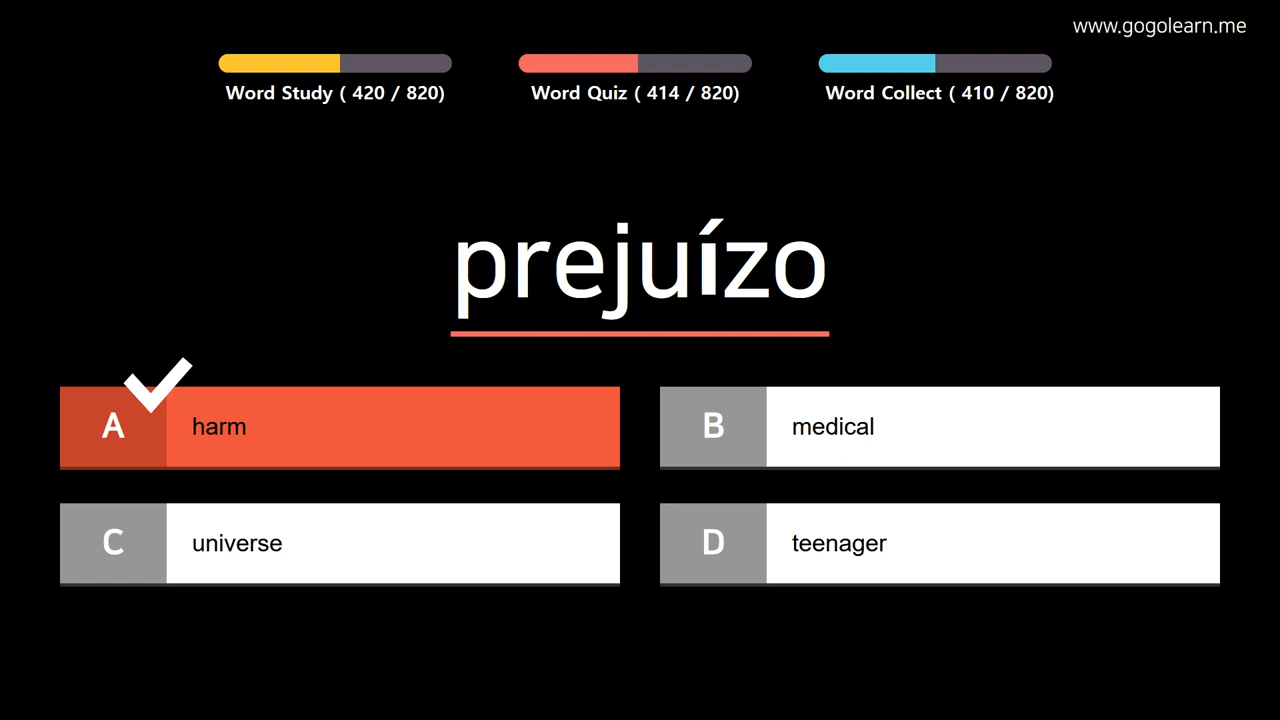 www.gogolearn.me
Word Study ( 420 / 820)
Word Quiz ( 414 / 820)
Word Collect ( 410 / 820)
prejuízo
A harm
B medical
C universe
D teenager